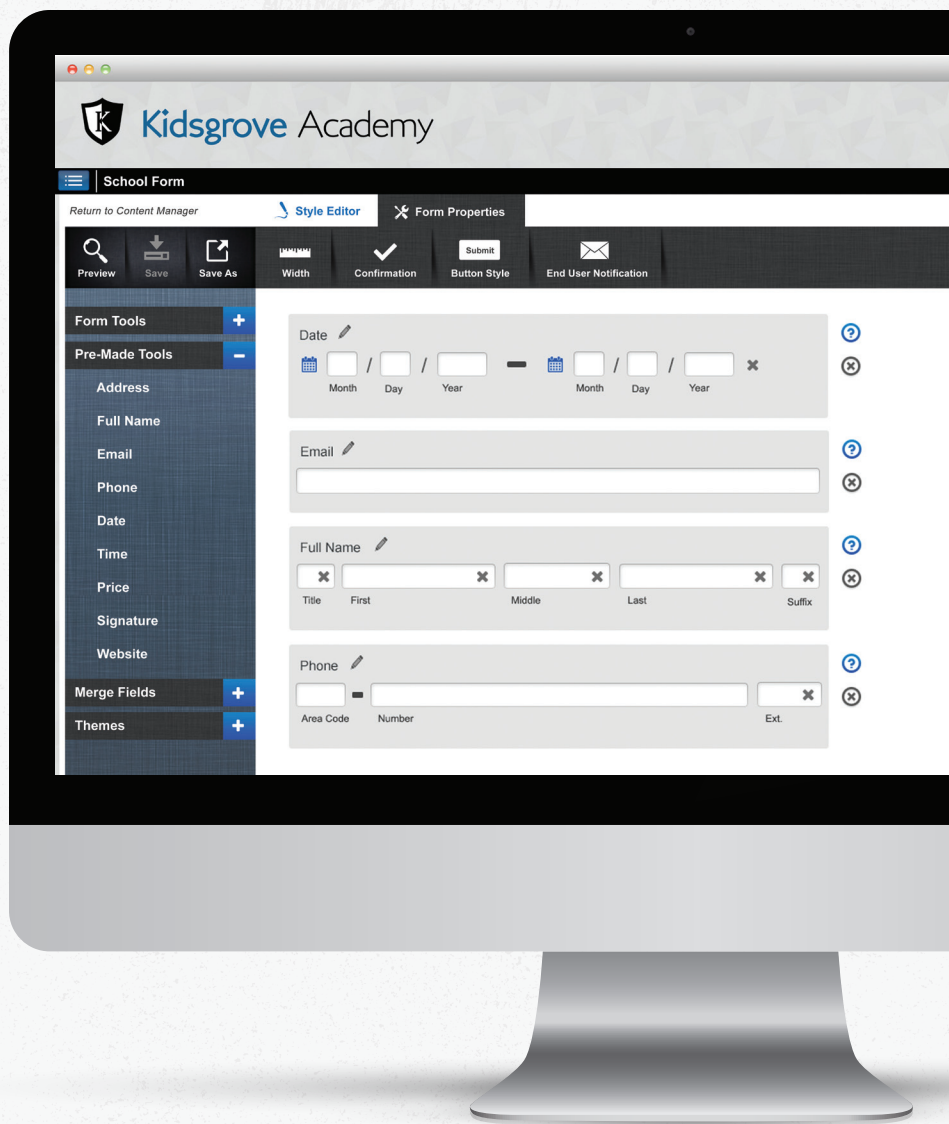 K
Kidsgrove Academy
School Form
Return to Content Manager
Style Editor
Form Properties
Preview
Save
Save As
Width
Confirmation
Submit
Button Style
End User Notification
Form Tools
Pre-Made Tools
Address
Full Name
Email
Phone
Date
Time
Price
Signature
Website
Merge Fields
Themes
Date
/ / - / /
Month Day Year Month Day Year
Email
Full Name
Title First Middle Last Suffix
Phone
-
Area Code Number Ext.